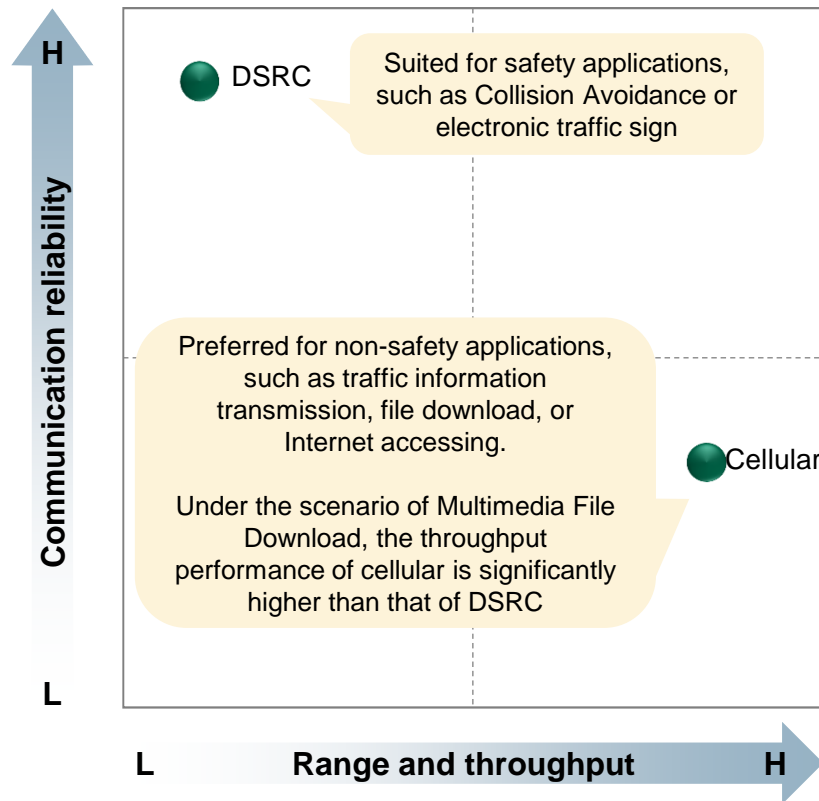 H
DSRC
Suited for safety applications,
such as Collision Avoidance or
electronic traffic sign
Communication reliability
Preferred for non-safety applications,
such as traffic information
transmission, file download, or
Internet accessing.
Under the scenario of Multimedia File
Download, the throughput
performance of cellular is significantly
higher than that of DSRC
Cellular
L
L
Range and throughput
H